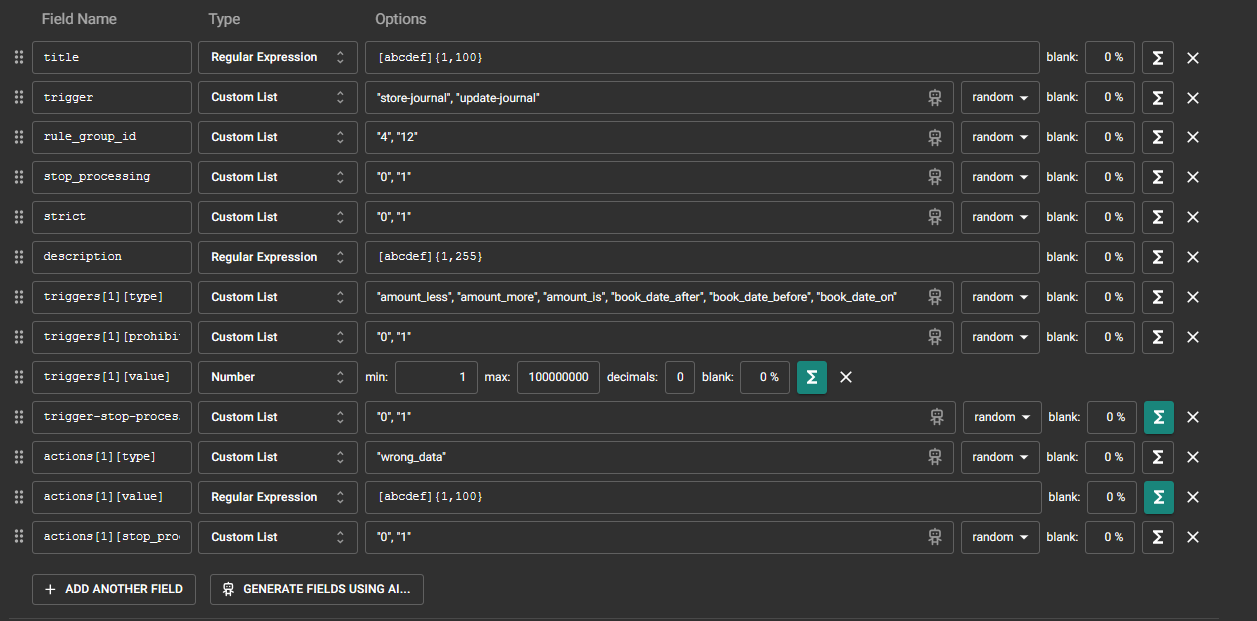 Field Name Type Options
title Regular Expression [abcdef]{1,100} blank: 0 % Σ
trigger Custom List "store-journal", "update-journal" random blank: 0 % Σ
rule_group_id Custom List "4", "12" random blank: 0 % Σ
stop_processing Custom List "0", "1" random blank: 0 % Σ
strict Custom List "0", "1" random blank: 0 % Σ
description Regular Expression [abcdef]{1,255} blank: 0 % Σ
triggers[1][type] Custom List "amount_less", "amount_more", "amount_is", "book_date_after", "book_date_before", "book_date_on" random blank: 0 % Σ
triggers[1][prohibi Custom List "0", "1" random blank: 0 % Σ
triggers[1][value] Number min: 1 max: 100000000 decimals: 0 blank: 0 % Σ
trigger-stop-proces Custom List "0", "1" random blank: 0 % Σ
actions[1][type] Custom List "wrong_data" random blank: 0 % Σ
actions[1][value] Regular Expression [abcdef]{1,100} blank: 0 % Σ
actions[1][stop_pro Custom List "0", "1" random blank: 0 % Σ
+ ADD ANOTHER FIELD GENERATE FIELDS USING AI...